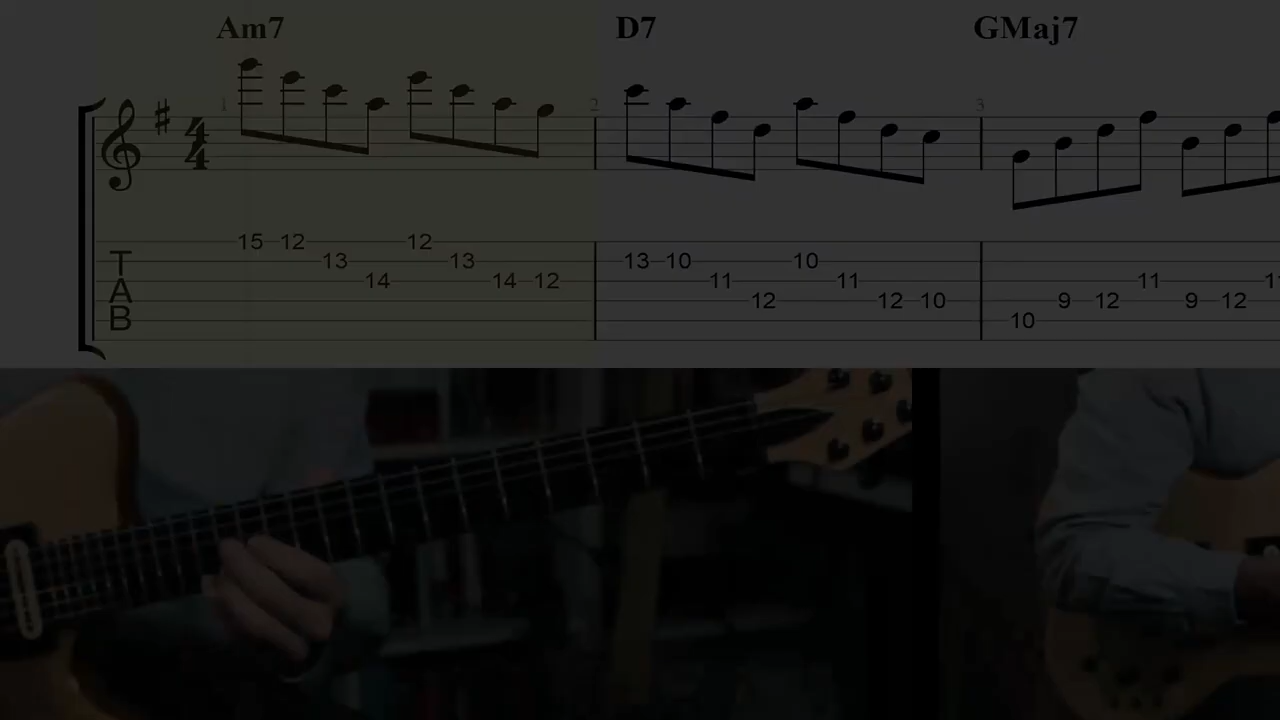 Am7 D7 GMaj7
1 2 3
4
4
15 12 12
T 13 13 13 10 10
A 14 14 12 11 11 11
B 12 12 10 9 12 9 12
10